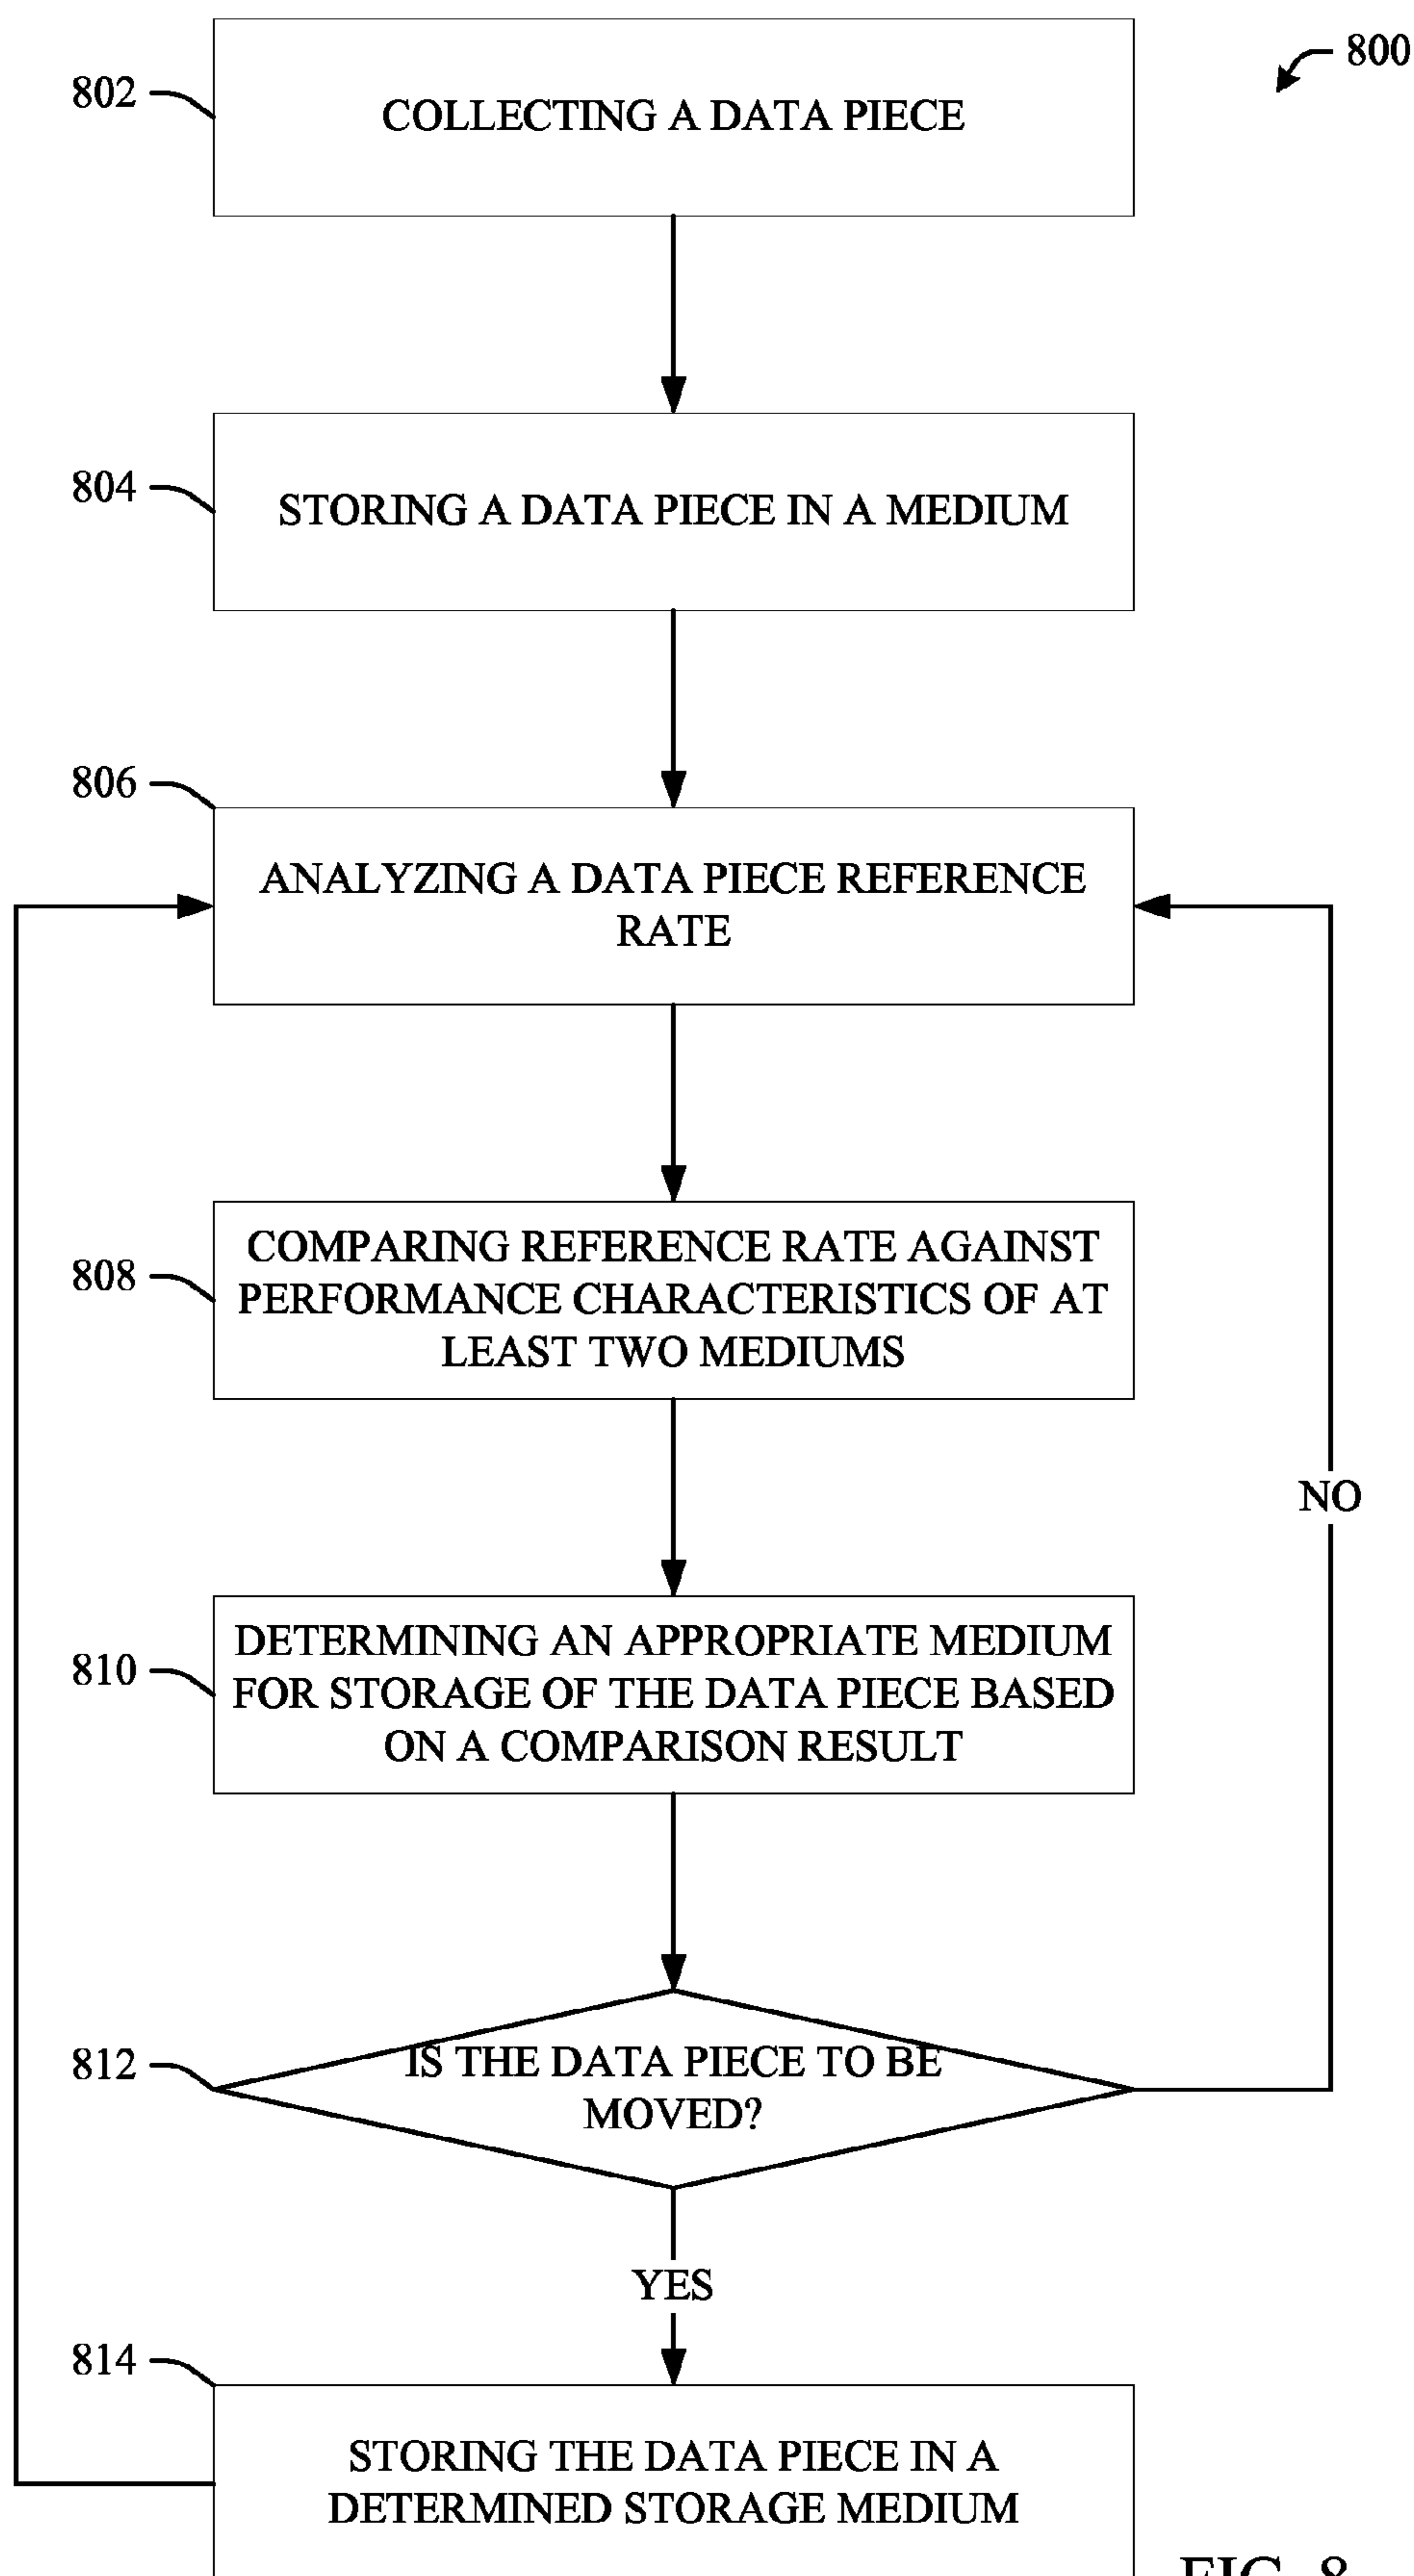 800
802
COLLECTING A DATA PIECE
804
STORING A DATA PIECE IN A MEDIUM
806
ANALYZING A DATA PIECE REFERENCE
RATE
808
COMPARING REFERENCE RATE AGAINST
PERFORMANCE CHARACTERISTICS OF AT
LEAST TWO MEDIUMS
NO
810
DETERMINING AN APPROPRIATE MEDIUM
FOR STORAGE OF THE DATA PIECE BASED
ON A COMPARISON RESULT
812
IS THE DATA PIECE TO BE
MOVED?
YES
814
STORING THE DATA PIECE IN A
DETERMINED STORAGE MEDIUM
FIG. 8